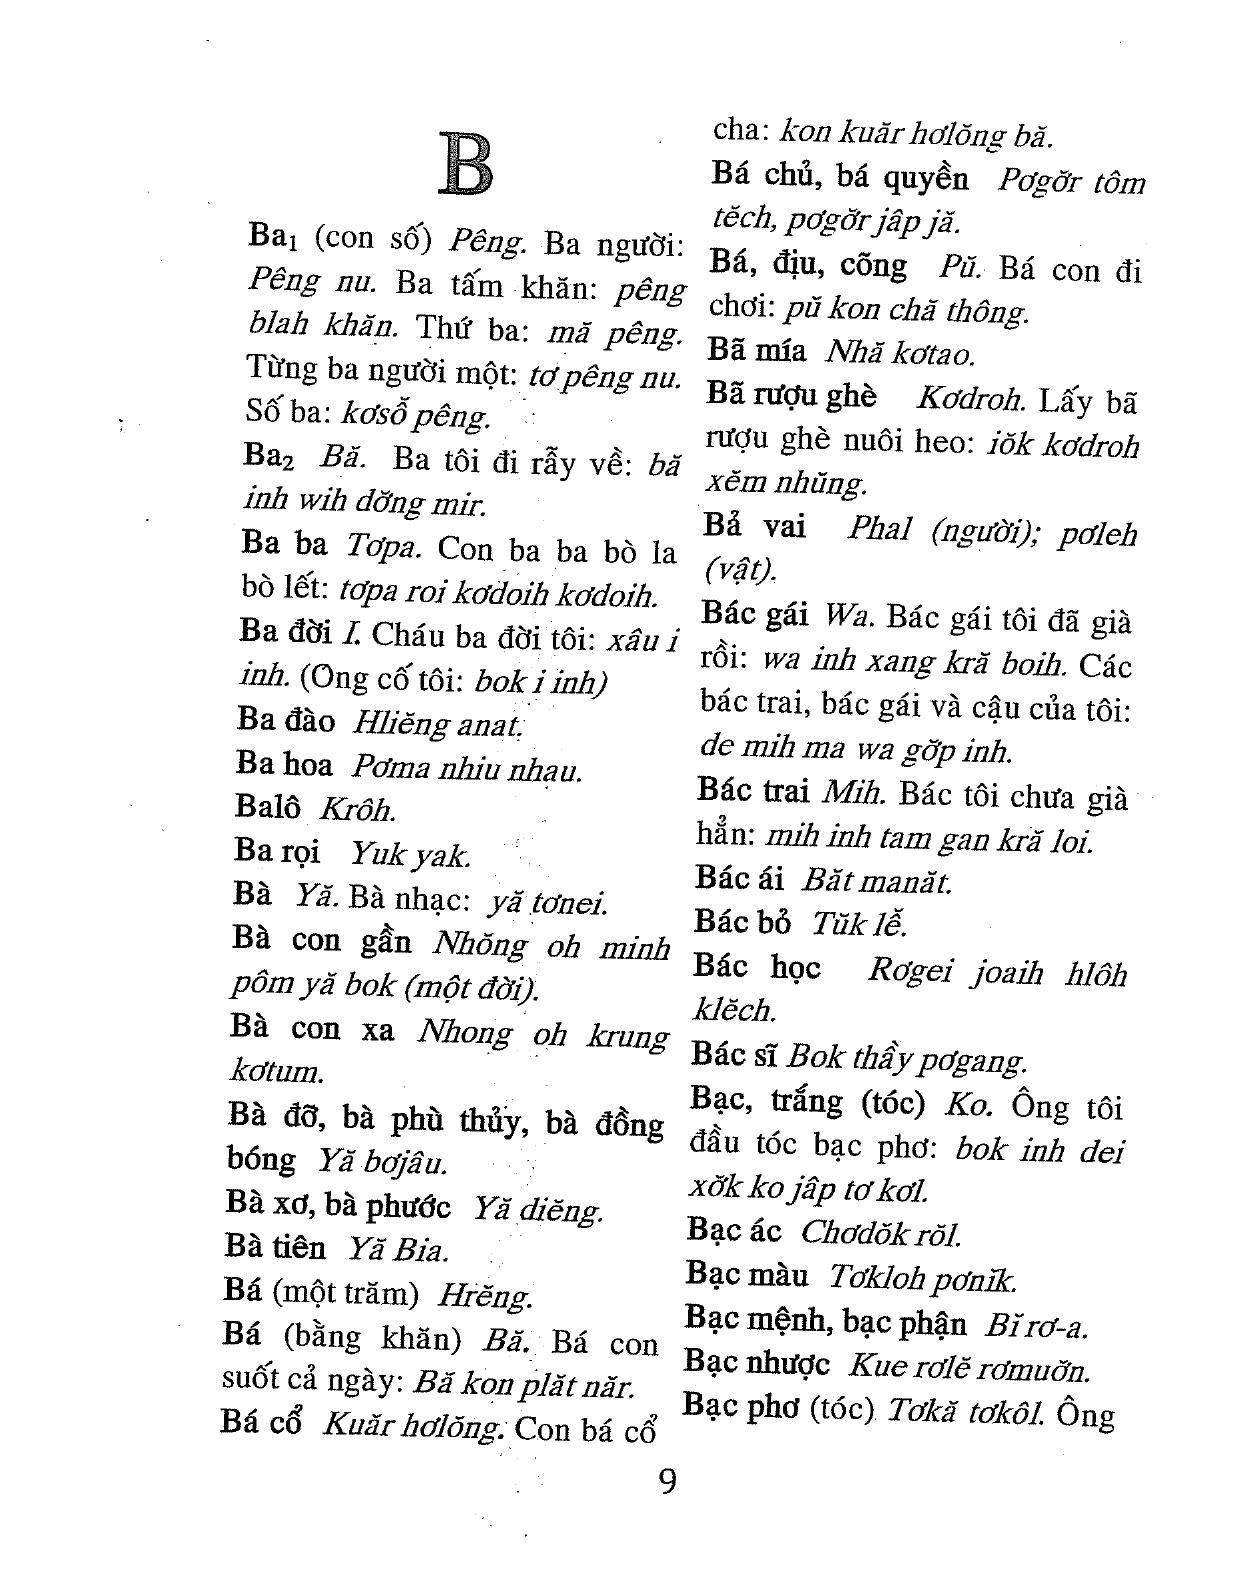 B
Ba₁ (con số) Pêng. Ba người:
Pêng nu. Ba tấm khăn: pêng
blah khăn. Thứ ba: mă pêng.
Từng ba người một: tơ pêng nu.
Số ba: kơsỗ pêng.
Ba₂ Bă. Ba tôi đi rẫy về: bă
inh wih dơ̆ng mir.
Ba ba Tơpa. Con ba ba bò la
bò lết: tơpa roi kơdoih kơdoih.
Ba đời I. Cháu ba đời tôi: xâu i
inh. (Ông cố tôi: bok i inh)
Ba đào Hliĕng anat.
Ba hoa Pơma nhiu nhau.
Balô Krôh.
Ba rọi Yuk yak.
Bà Yă. Bà nhạc: yă tơnei.
Bà con gần Nhŏng oh minh
pôm yă bok (một đời).
Bà con xa Nhong oh krung
kơtum.
Bà đỡ, bà phù thủy, bà đồng
bóng Yă bơjâu.
Bà xơ, bà phước Yă diĕng.
Bà tiên Yă Bia.
Bá (một trăm) Hrĕng.
Bá (bằng khăn) Bă. Bá con
suốt cả ngày: Bă kon plăt năr.
Bá cổ Kuăr hơlŏng. Con bá cổ
cha: kon kuăr hơlŏng bă.
Bá chủ, bá quyền Pơgơ̆r tôm
tĕch, pơgơ̆r jâp jă.
Bá, địu, cõng Pŭ. Bá con đi
chơi: pŭ kon chă thông.
Bã mía Nhă kơtao.
Bã rượu ghè Kơdroh. Lấy bã
rượu ghè nuôi heo: iŏk kơdroh
xĕm nhŭng.
Bả vai Phal (người); pơleh
(vật).
Bác gái Wa. Bác gái tôi đã già
rồi: wa inh xang kră boih. Các
bác trai, bác gái và cậu của tôi:
de mih ma wa gơ̆p inh.
Bác trai Mih. Bác tôi chưa già
hẳn: mih inh tam gan kră loi.
Bác ái Băt manăt.
Bác bỏ Tŭk lễ.
Bác học Rơgei joaih hlôh
klĕch.
Bác sĩ Bok thầy pơgang.
Bạc, trắng (tóc) Ko. Ông tôi
đầu tóc bạc phơ: bok inh dei
xơ̆k ko jâp tơ kơl.
Bạc ác Chơdŏk rŏl.
Bạc màu Tơkloh pơnĭk.
Bạc mệnh, bạc phận Bĭ rơ-a.
Bạc nhược Kue rơlĕ rơmuơ̆n.
Bạc phơ (tóc) Tơkă tơkôl. Ông
9